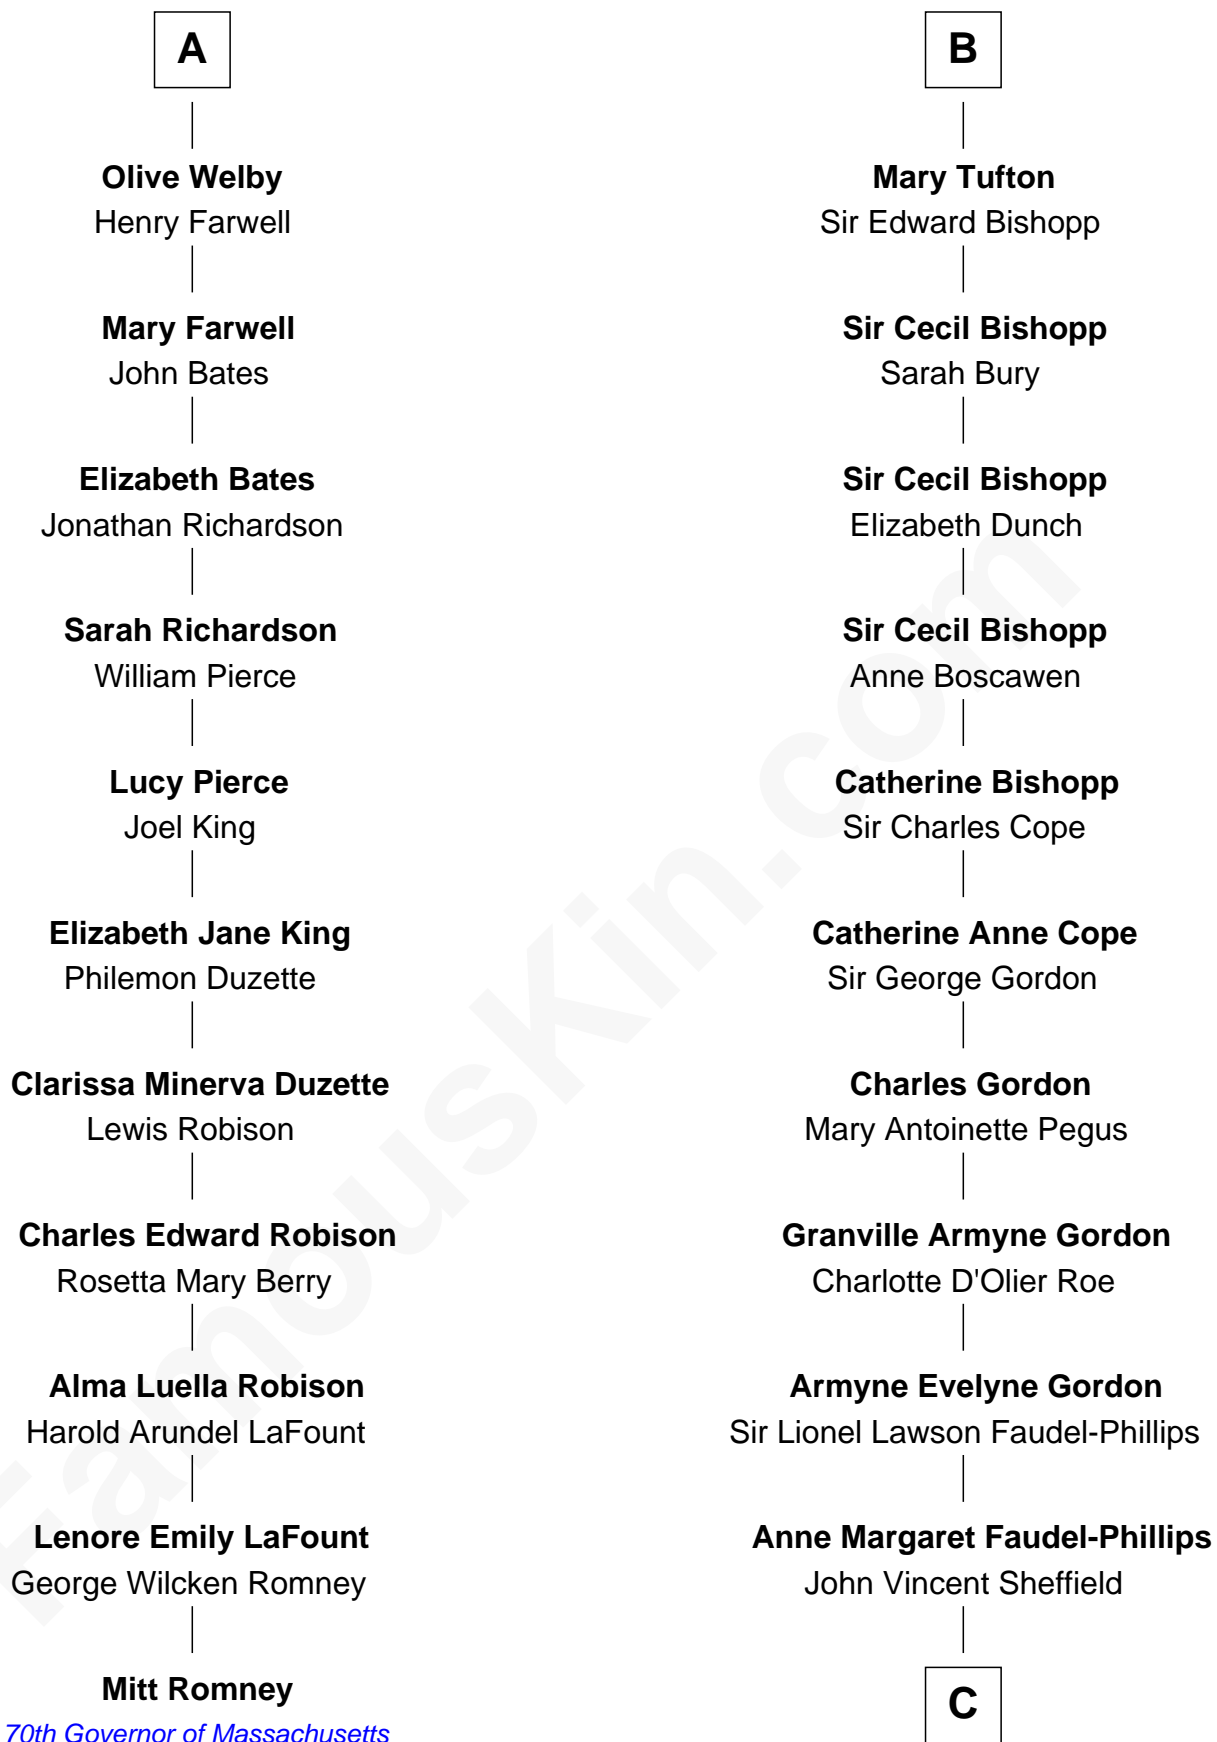 A
Olive Welby
Henry Farwell
Mary Farwell
John Bates
Elizabeth Bates
Jonathan Richardson
Sarah Richardson
William Pierce
Lucy Pierce
Joel King
Elizabeth Jane King
Philemon Duzette
Clarissa Minerva Duzette
Lewis Robison
Charles Edward Robison
Rosetta Mary Berry
Alma Luella Robison
Harold Arundel LaFount
Lenore Emily LaFount
George Wilcken Romney
Mitt Romney
70th Governor of Massachusetts
B
Mary Tufton
Sir Edward Bishopp
Sir Cecil Bishopp
Sarah Bury
Sir Cecil Bishopp
Elizabeth Dunch
Sir Cecil Bishopp
Anne Boscawen
Catherine Bishopp
Sir Charles Cope
Catherine Anne Cope
Sir George Gordon
Charles Gordon
Mary Antoinette Pegus
Granville Armyne Gordon
Charlotte D'Olier Roe
Armyne Evelyne Gordon
Sir Lionel Lawson Faudel-Phillips
Anne Margaret Faudel-Phillips
John Vincent Sheffield
C
FamousKin.com